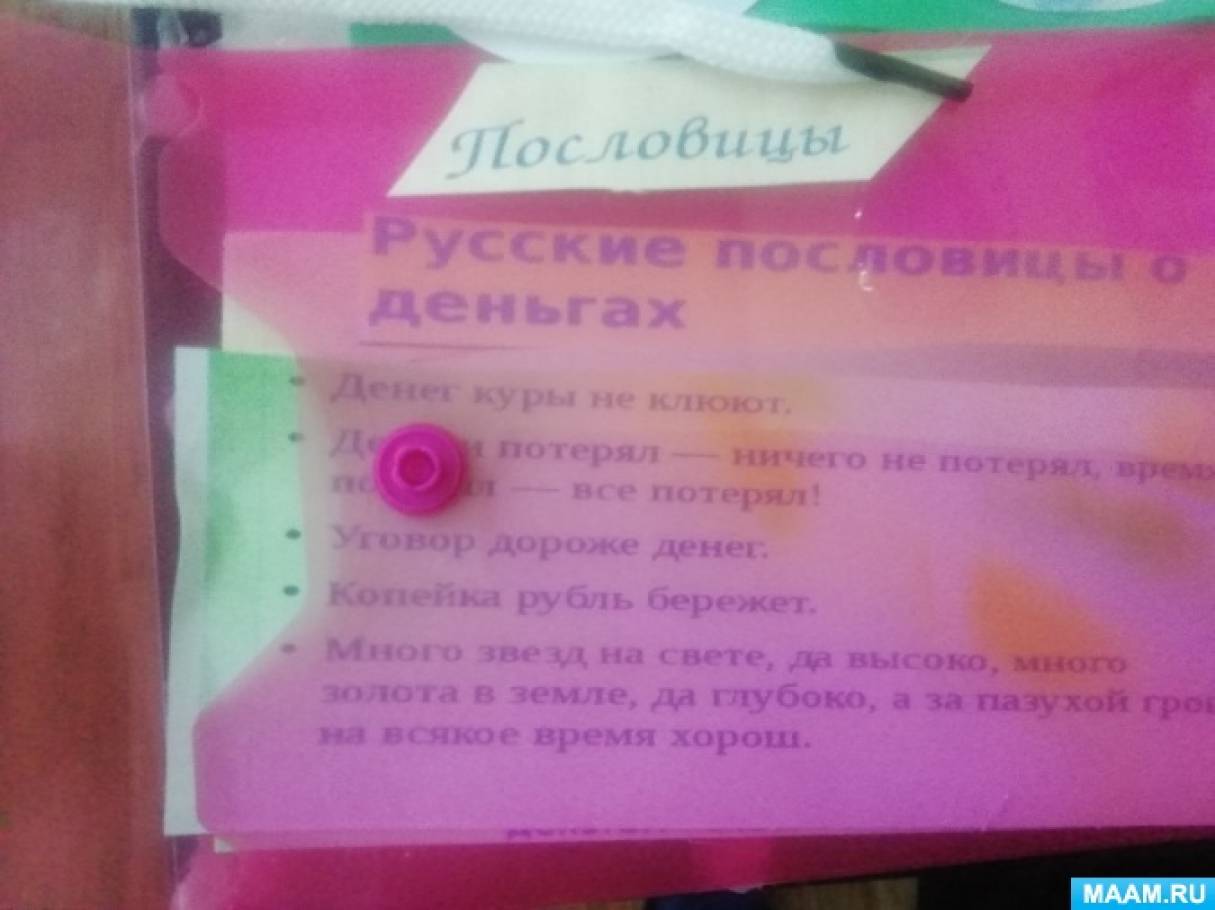 Пословицы
Русские пословицы о
деньгах
• Денег куры не клюют.
• потерял — ничего не потерял, время
— все потерял!
• Уговор дороже денег.
• Копейка рубль бережет.
• Много звезд на свете, да высоко, много
золота в земле, да глубоко, а за пазухой
на всякое время хорош.
MAAM.RU